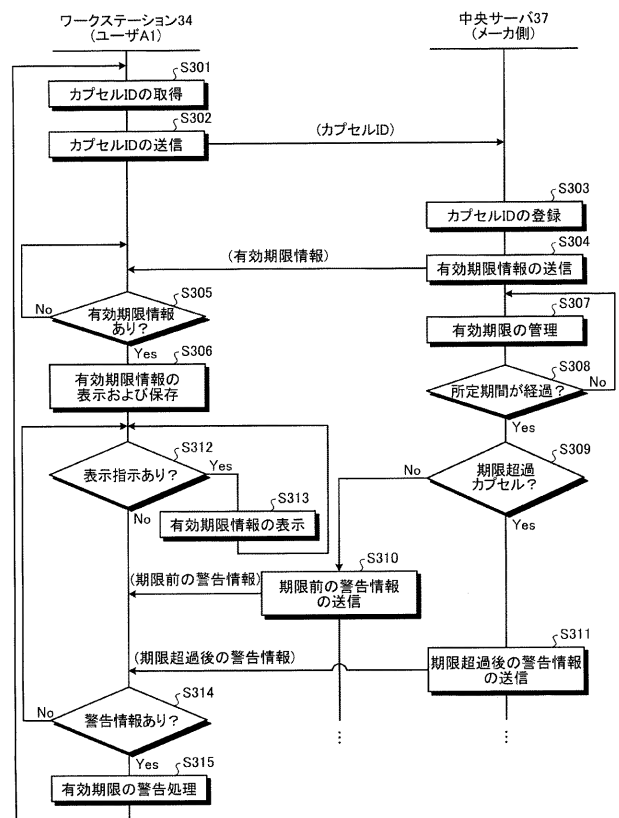 ワークステーション34
(ユーザA1)
中央サーバ37
(メーカ側)
S301
カプセルIDの取得
S302
カプセルIDの送信
(カプセルID)
S303
カプセルIDの登録
S304
有効期限情報の送信
(有効期限情報)
S305
有効期限情報
あり?
No
Yes
S306
有効期限情報の
表示および保存
S307
有効期限の管理
S308
所定期間が経過?
No
Yes
S309
期限超過
カプセル?
No
Yes
S312
表示指示あり?
Yes
No
S313
有効期限情報の表示
S310
期限前の警告情報
の送信
(期限前の警告情報)
S311
期限超過後の警告情報
の送信
(期限超過後の警告情報)
S314
警告情報あり?
No
Yes
S315
有効期限の警告処理
⋮
⋮